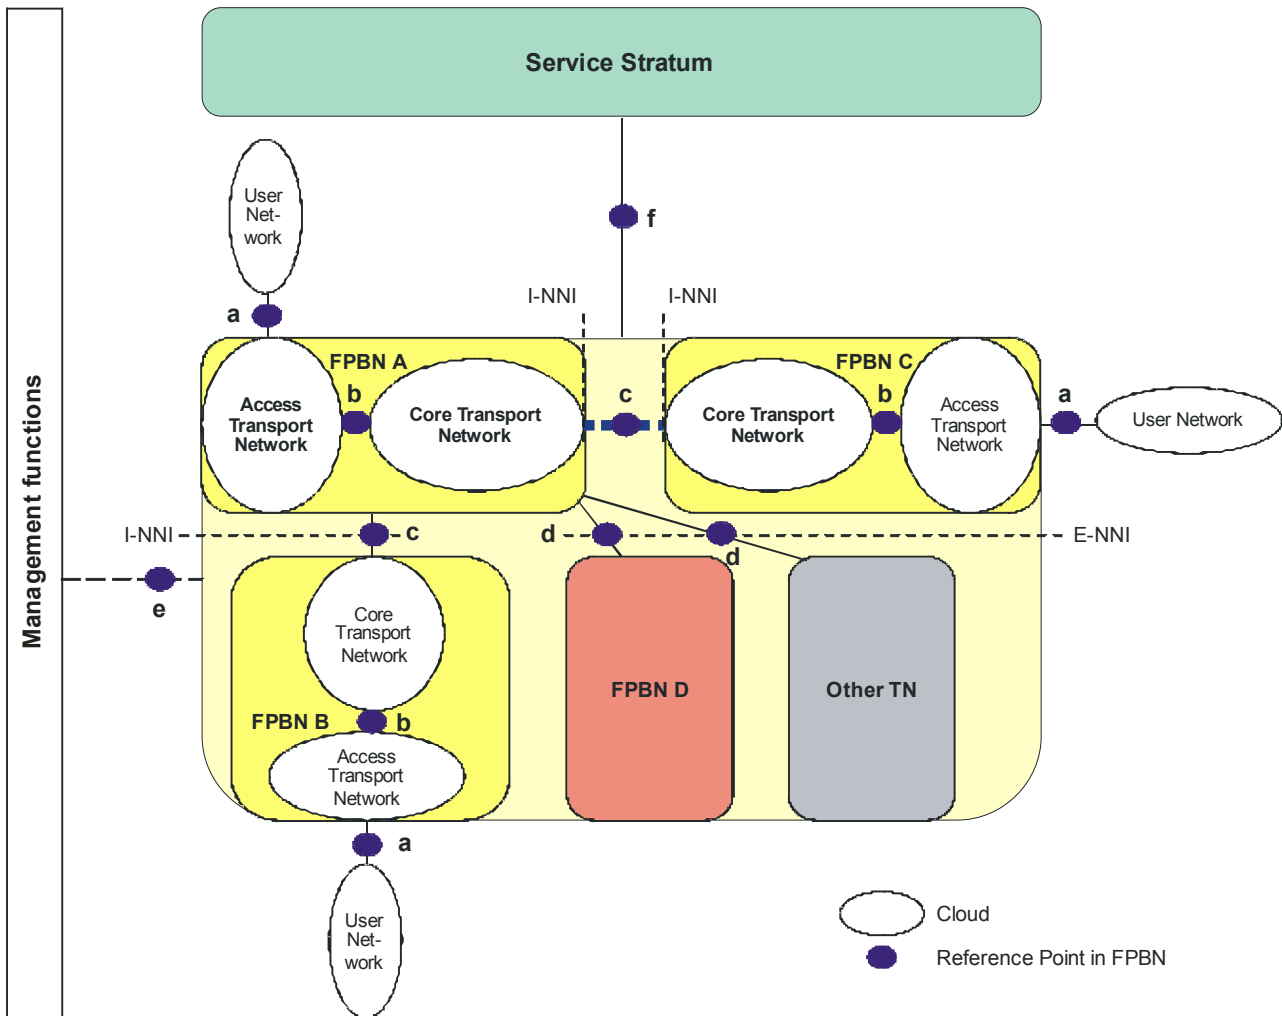 Service Stratum
User
Net-
work
f
I-NNI
I-NNI
a
FPBN A
FPBN C
b
c
b
a
Access
Transport
Network
Core Transport
Network
Core Transport
Network
Access
Transport
Network
User Network
I-NNI
c
d
d
E-NNI
Management functions
e
Core
Transport
Network
FPBN D
Other TN
FPBN B
b
Access
Transport
Network
a
User
Net-
work
Cloud
Reference Point in FPBN